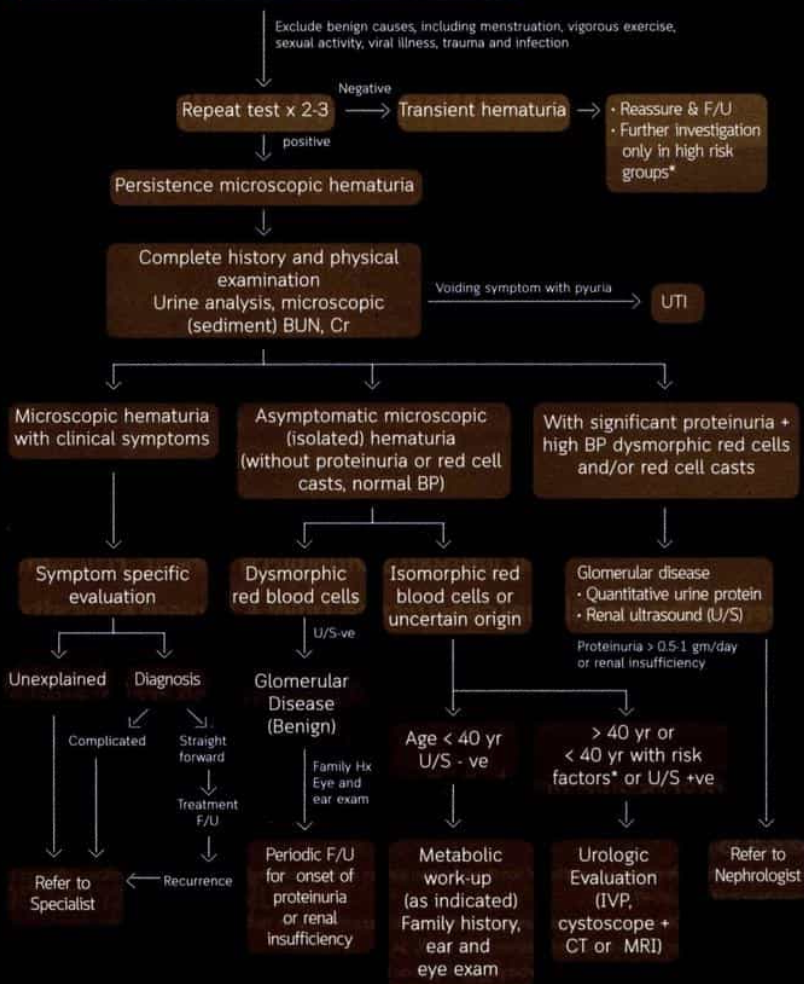 Exclude benign causes, including menstruation, vigorous exercise,
sexual activity, viral illness, trauma and infection
Repeat test x 2-3
Negative
Transient hematuria
· Reassure & F/U
· Further investigation
only in high risk
groups*
positive
Persistence microscopic hematuria
Complete history and physical
examination
Urine analysis, microscopic
(sediment) BUN, Cr
Voiding symptom with pyuria
UTI
Microscopic hematuria
with clinical symptoms
Asymptomatic microscopic
(isolated) hematuria
(without proteinuria or red cell
casts, normal BP)
With significant proteinuria +
high BP dysmorphic red cells
and/or red cell casts
Symptom specific
evaluation
Dysmorphic
red blood cells
Isomorphic red
blood cells or
uncertain origin
Glomerular disease
· Quantitative urine protein
· Renal ultrasound (U/S)
U/S-ve
Proteinuria > 0.5-1 gm/day
or renal insufficiency
Unexplained
Diagnosis
Glomerular
Disease
(Benign)
Complicated
Straight
forward
Age < 40 yr
U/S - ve
> 40 yr or
< 40 yr with risk
factors* or U/S +ve
Family Hx
Eye and
ear exam
Treatment
F/U
Refer to
Specialist
Recurrence
Periodic F/U
for onset of
proteinuria
or renal
insufficiency
Metabolic
work-up
(as indicated)
Family history,
ear and
eye exam
Urologic
Evaluation
(IVP,
cystoscope +
CT or MRI)
Refer to
Nephrologist